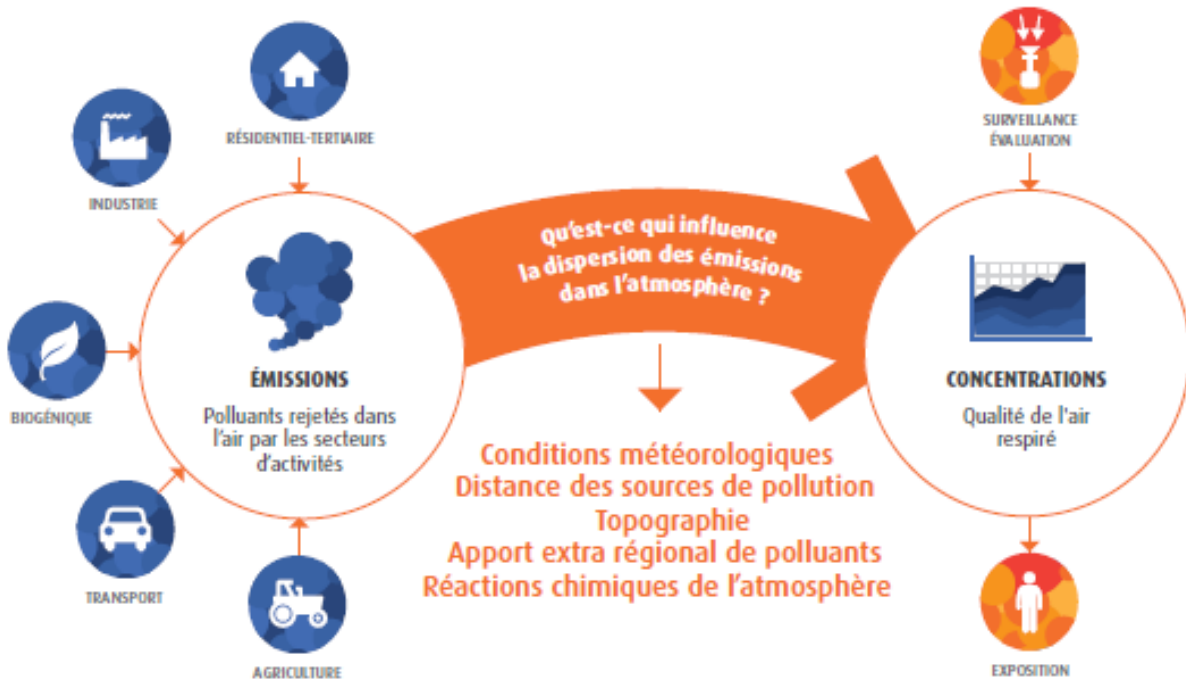 RÉSIDENTIEL-TERTIAIRE
INDUSTRIE
BIOGÉNIQUE
TRANSPORT
AGRICULTURE
ÉMISSIONS
Polluants rejetés dans
l'air par les secteurs
d'activités
Qu'est-ce qui influence
la dispersion des émissions
dans l'atmosphère ?
Conditions météorologiques
Distance des sources de pollution
Topographie
Apport extra régional de polluants
Réactions chimiques de l'atmosphère
SURVEILLANCE
ÉVALUATION
CONCENTRATIONS
Qualité de l'air
respiré
EXPOSITION